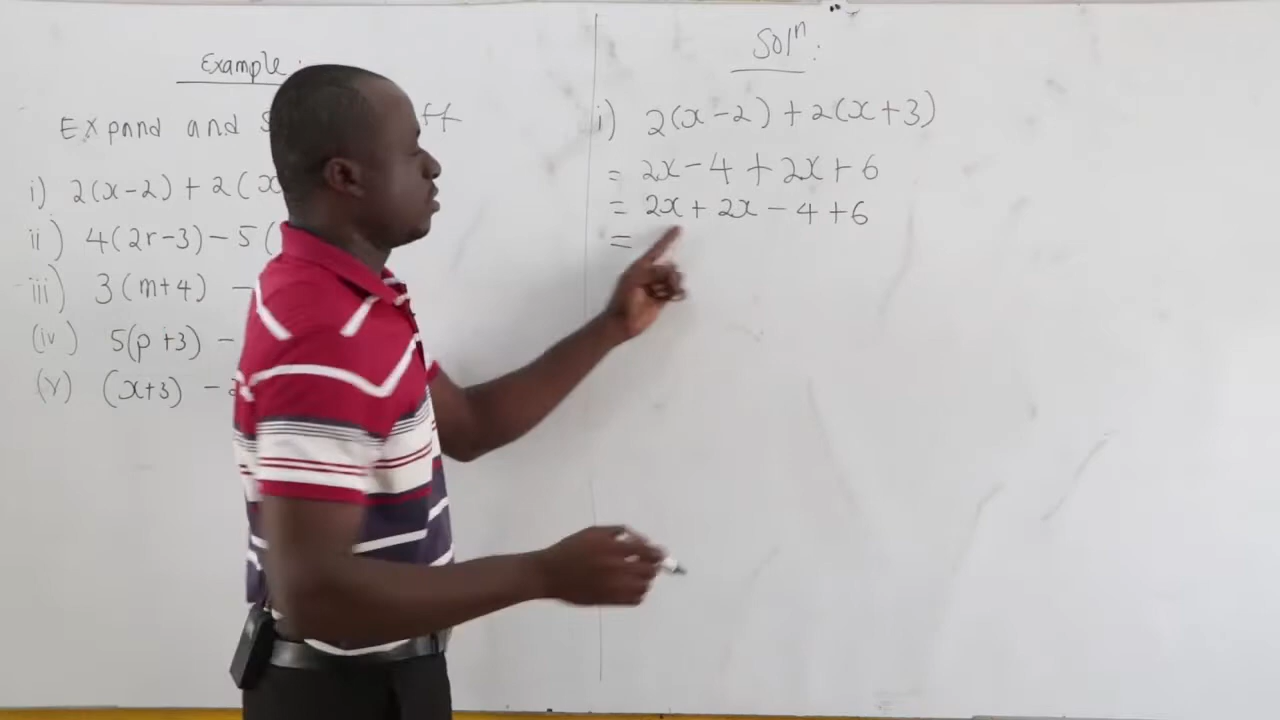 Example:
Expand and
i) 2(x-2) + 2(x
ii) 4(2r-3) - 5(
iii) 3(m+4) -
(iv) 5(p+3) -
(v) (x+3) - 2
Solⁿ:
i) 2(x-2) + 2(x+3)
= 2x - 4 + 2x + 6
= 2x + 2x - 4 + 6
=